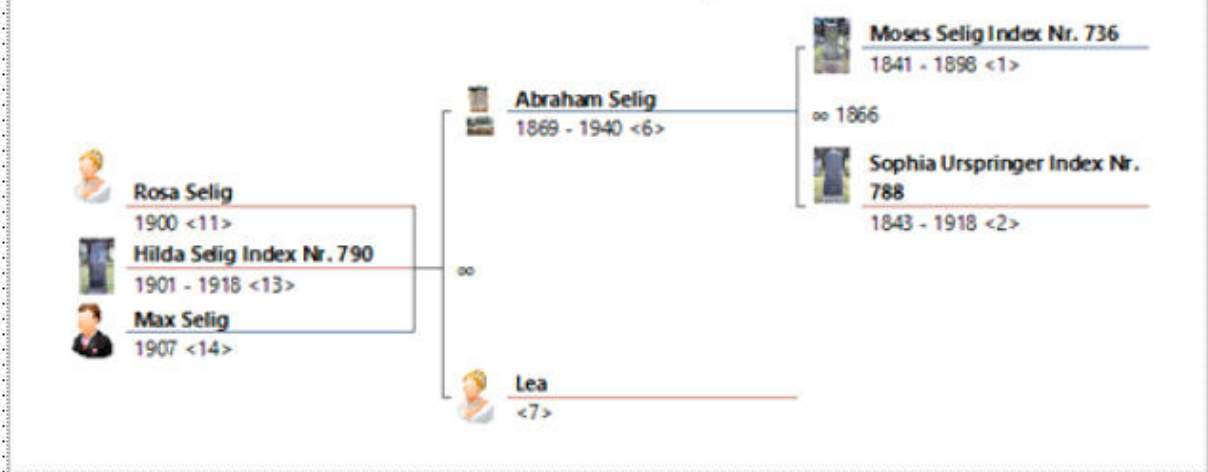 Moses Selig Index Nr. 736
1841 - 1898 <1>
Abraham Selig
1869 - 1940 <6>
∞ 1866
Sophia Urspringer Index Nr.
788
1843 - 1918 <2>
Rosa Selig
1900 <11>
Hilda Selig Index Nr. 790
1901 - 1918 <13>
∞
Max Selig
1907 <14>
Lea
<7>